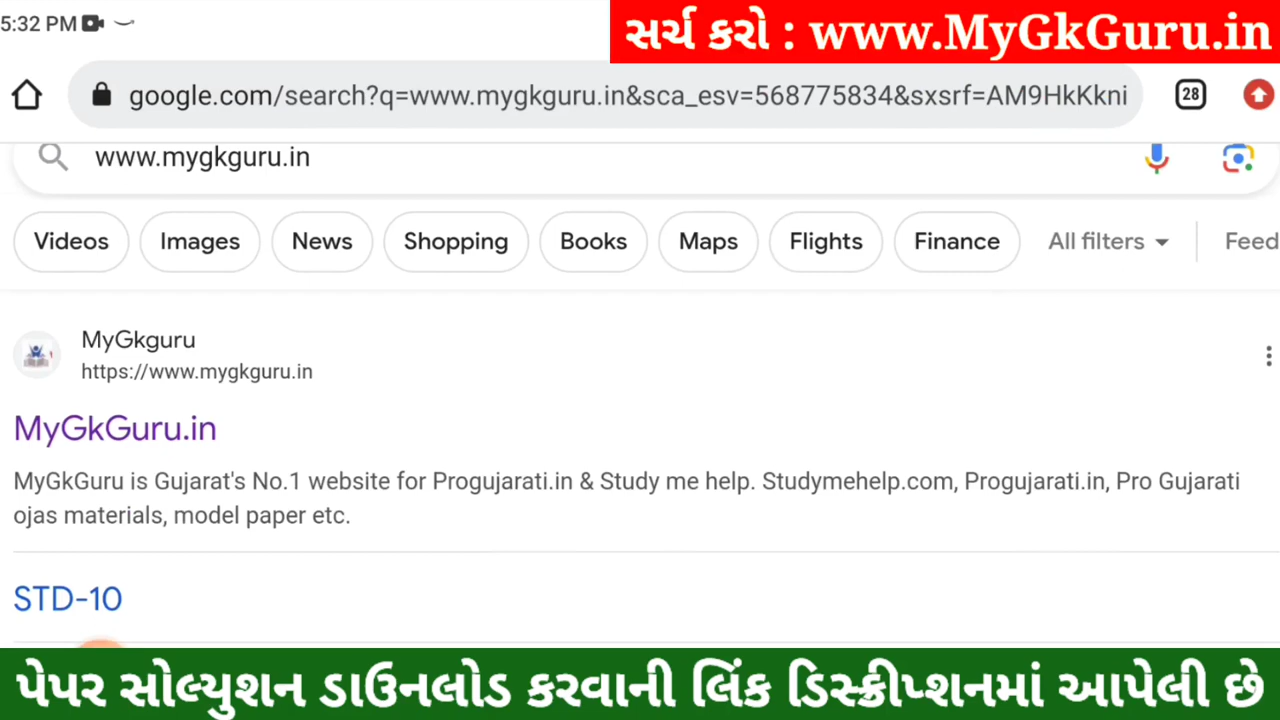 5:32 PM
સર્ચ કરો : www.MyGkGuru.in
google.com/search?q=www.mygkguru.in&sca_esv=568775834&sxsrf=AM9HkKkni
28
www.mygkguru.in
Videos Images News Shopping Books Maps Flights Finance All filters Feed
MyGkguru
https://www.mygkguru.in
MyGkGuru.in
MyGkGuru is Gujarat's No.1 website for Progujarati.in & Study me help. Studymehelp.com, Progujarati.in, Pro Gujarati
ojas materials, model paper etc.
STD-10
પેપર સોલ્યુશન ડાઉનલોડ કરવાની લિંક ડિસ્ક્રીપ્શનમાં આપેલી છે